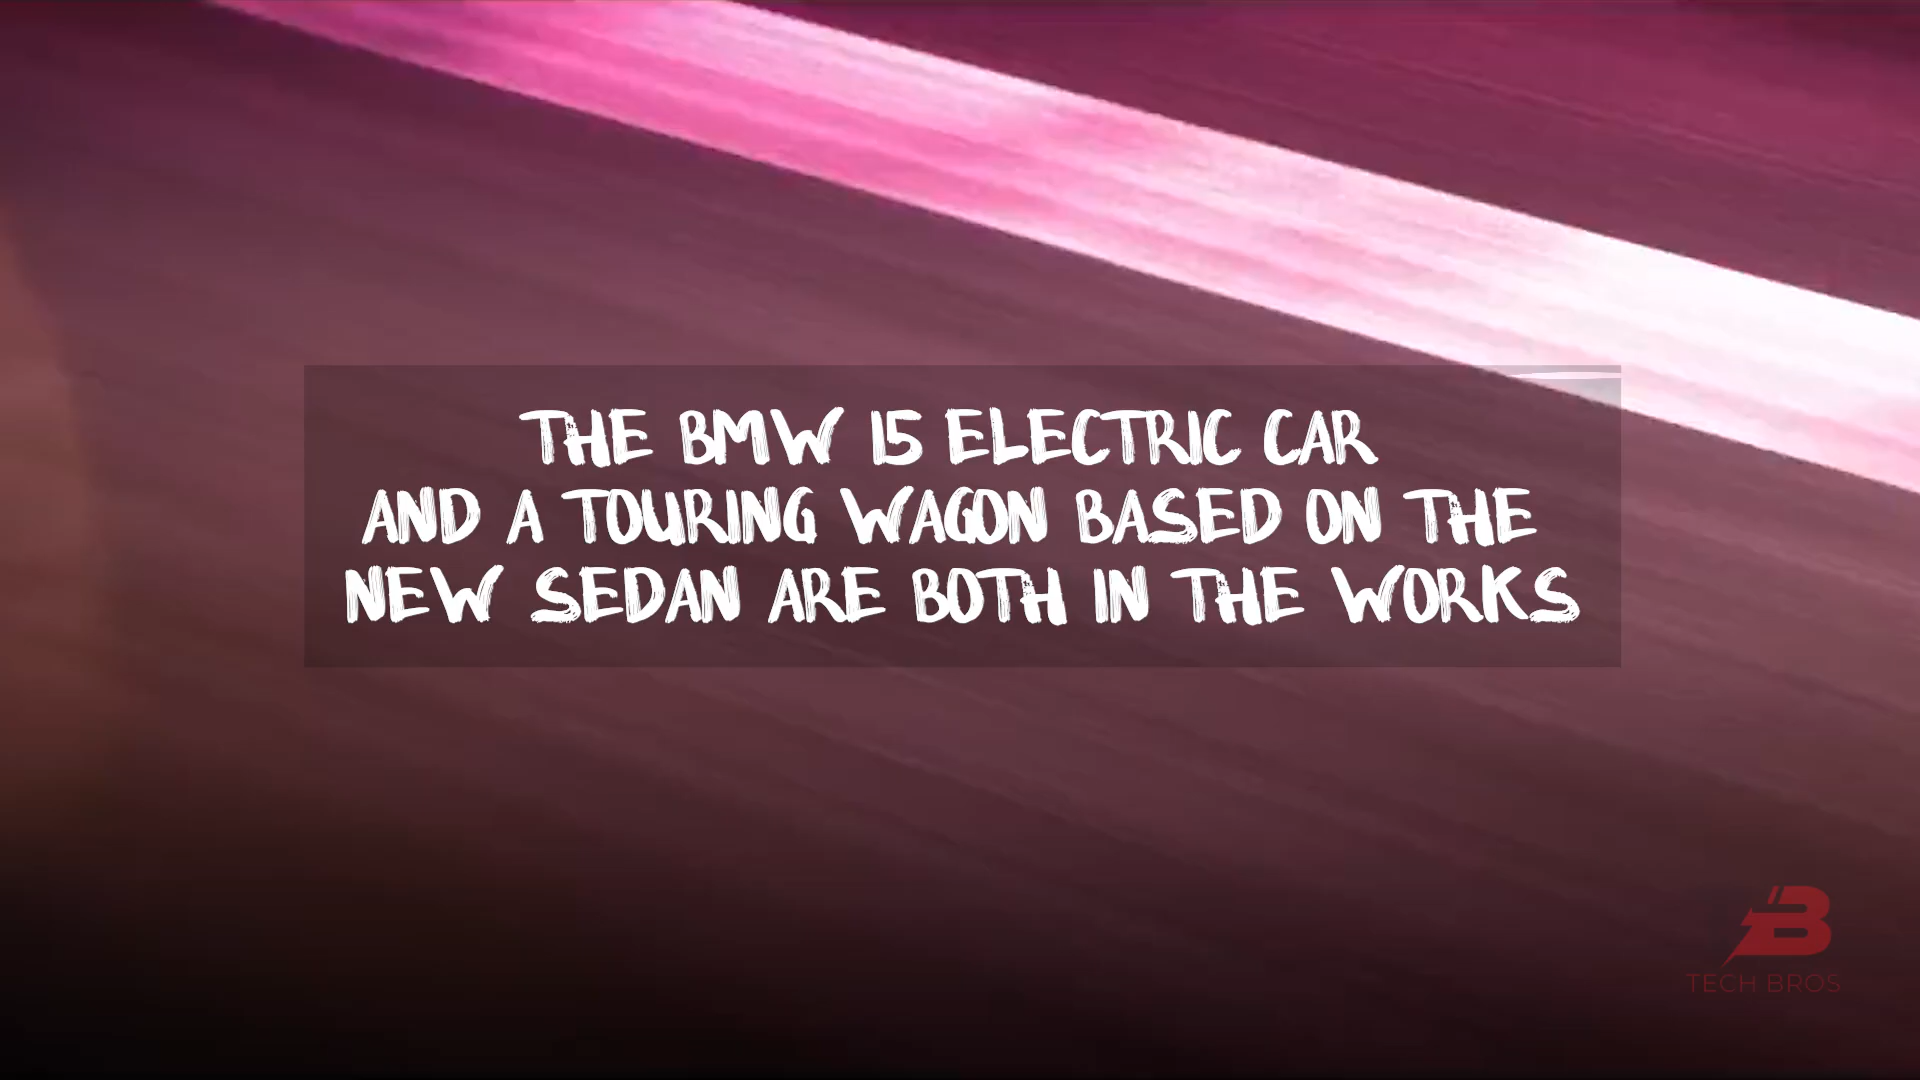 THE BMW I5 ELECTRIC CAR
AND A TOURING WAGON BASED ON THE
NEW SEDAN ARE BOTH IN THE WORKS
B
TECH BROS